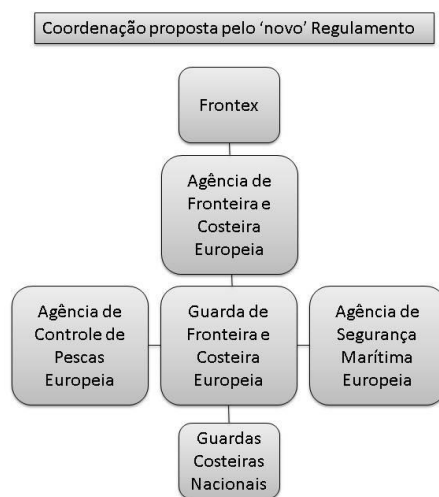 Coordenação proposta pelo ‘novo’ Regulamento
Frontex
Agência de
Fronteira e
Costeira
Europeia
Agência de
Controle de
Pescas
Europeia
Guarda de
Fronteira e
Costeira
Europeia
Agência de
Segurança
Marítima
Europeia
Guardas
Costeiras
Nacionais